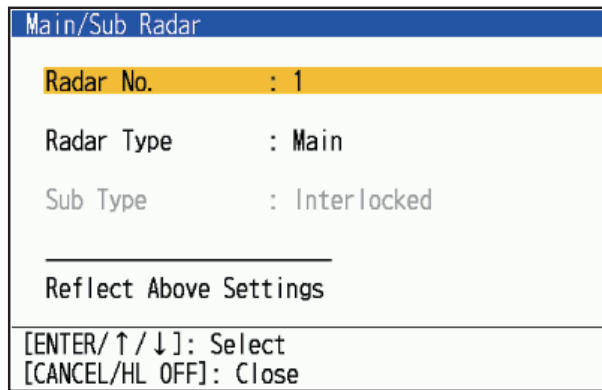 Main/Sub Radar
Radar No. : 1
Radar Type : Main
Sub Type : Interlocked
Reflect Above Settings
[ENTER/↑/↓]: Select
[CANCEL/HL OFF]: Close